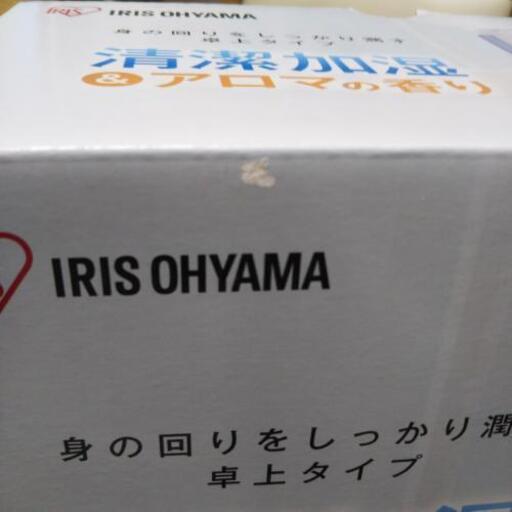 IRIS IRIS OHYAMA
身の回りをしっかり潤す
卓上タイプ
清潔加湿
&アロマの香り
IRIS OHYAMA
身の回りをしっかり潤
卓上タイプ